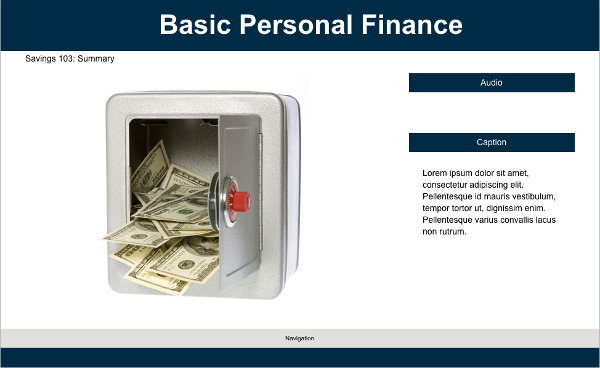 Basic Personal Finance
Savings 103: Summary
Audio
Caption
Lorem ipsum dolor sit amet,
consectetur adipiscing elit.
Pellentesque id mauris vestibulum,
tempor tortor ut, dignissim enim.
Pellentesque varius convallis lacus
non rutrum.
Navigation